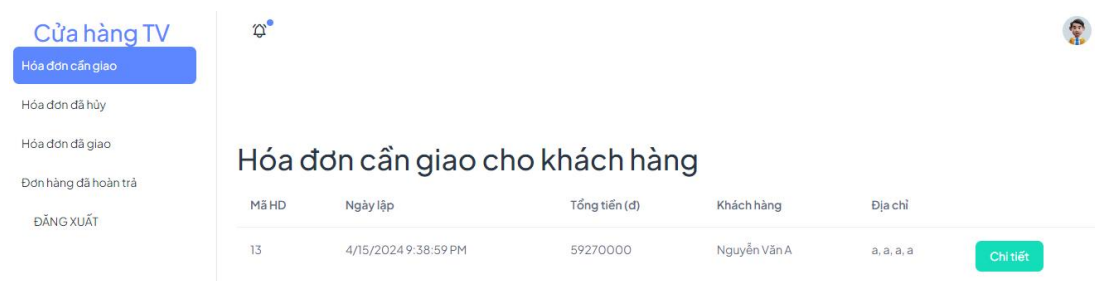 Cửa hàng TV
Hóa đơn cần giao
Hóa đơn đã hủy
Hóa đơn đã giao
Đơn hàng đã hoàn trả
ĐĂNG XUẤT
Hóa đơn cần giao cho khách hàng
Mã HD Ngày lập Tổng tiền (đ) Khách hàng Địa chỉ
13 4/15/2024 9:38:59 PM 59270000 Nguyễn Văn A a, a, a, a Chi tiết